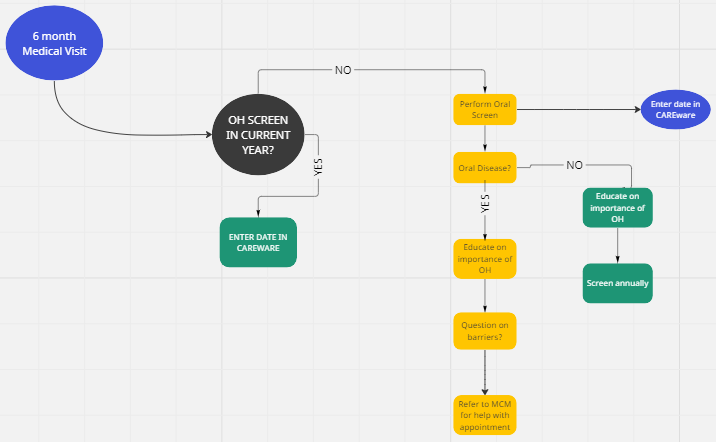 6 month
Medical Visit
NO
OH SCREEN
IN CURRENT
YEAR?
YES
ENTER DATE IN
CAREWARE
Perform Oral
Screen
Enter date in
CAREware
Oral Disease?
NO
YES
Educate on
importance of
OH
Screen annually
Educate on
importance of
OH
Question on
barriers?
Refer to MCM
for help with
appointment